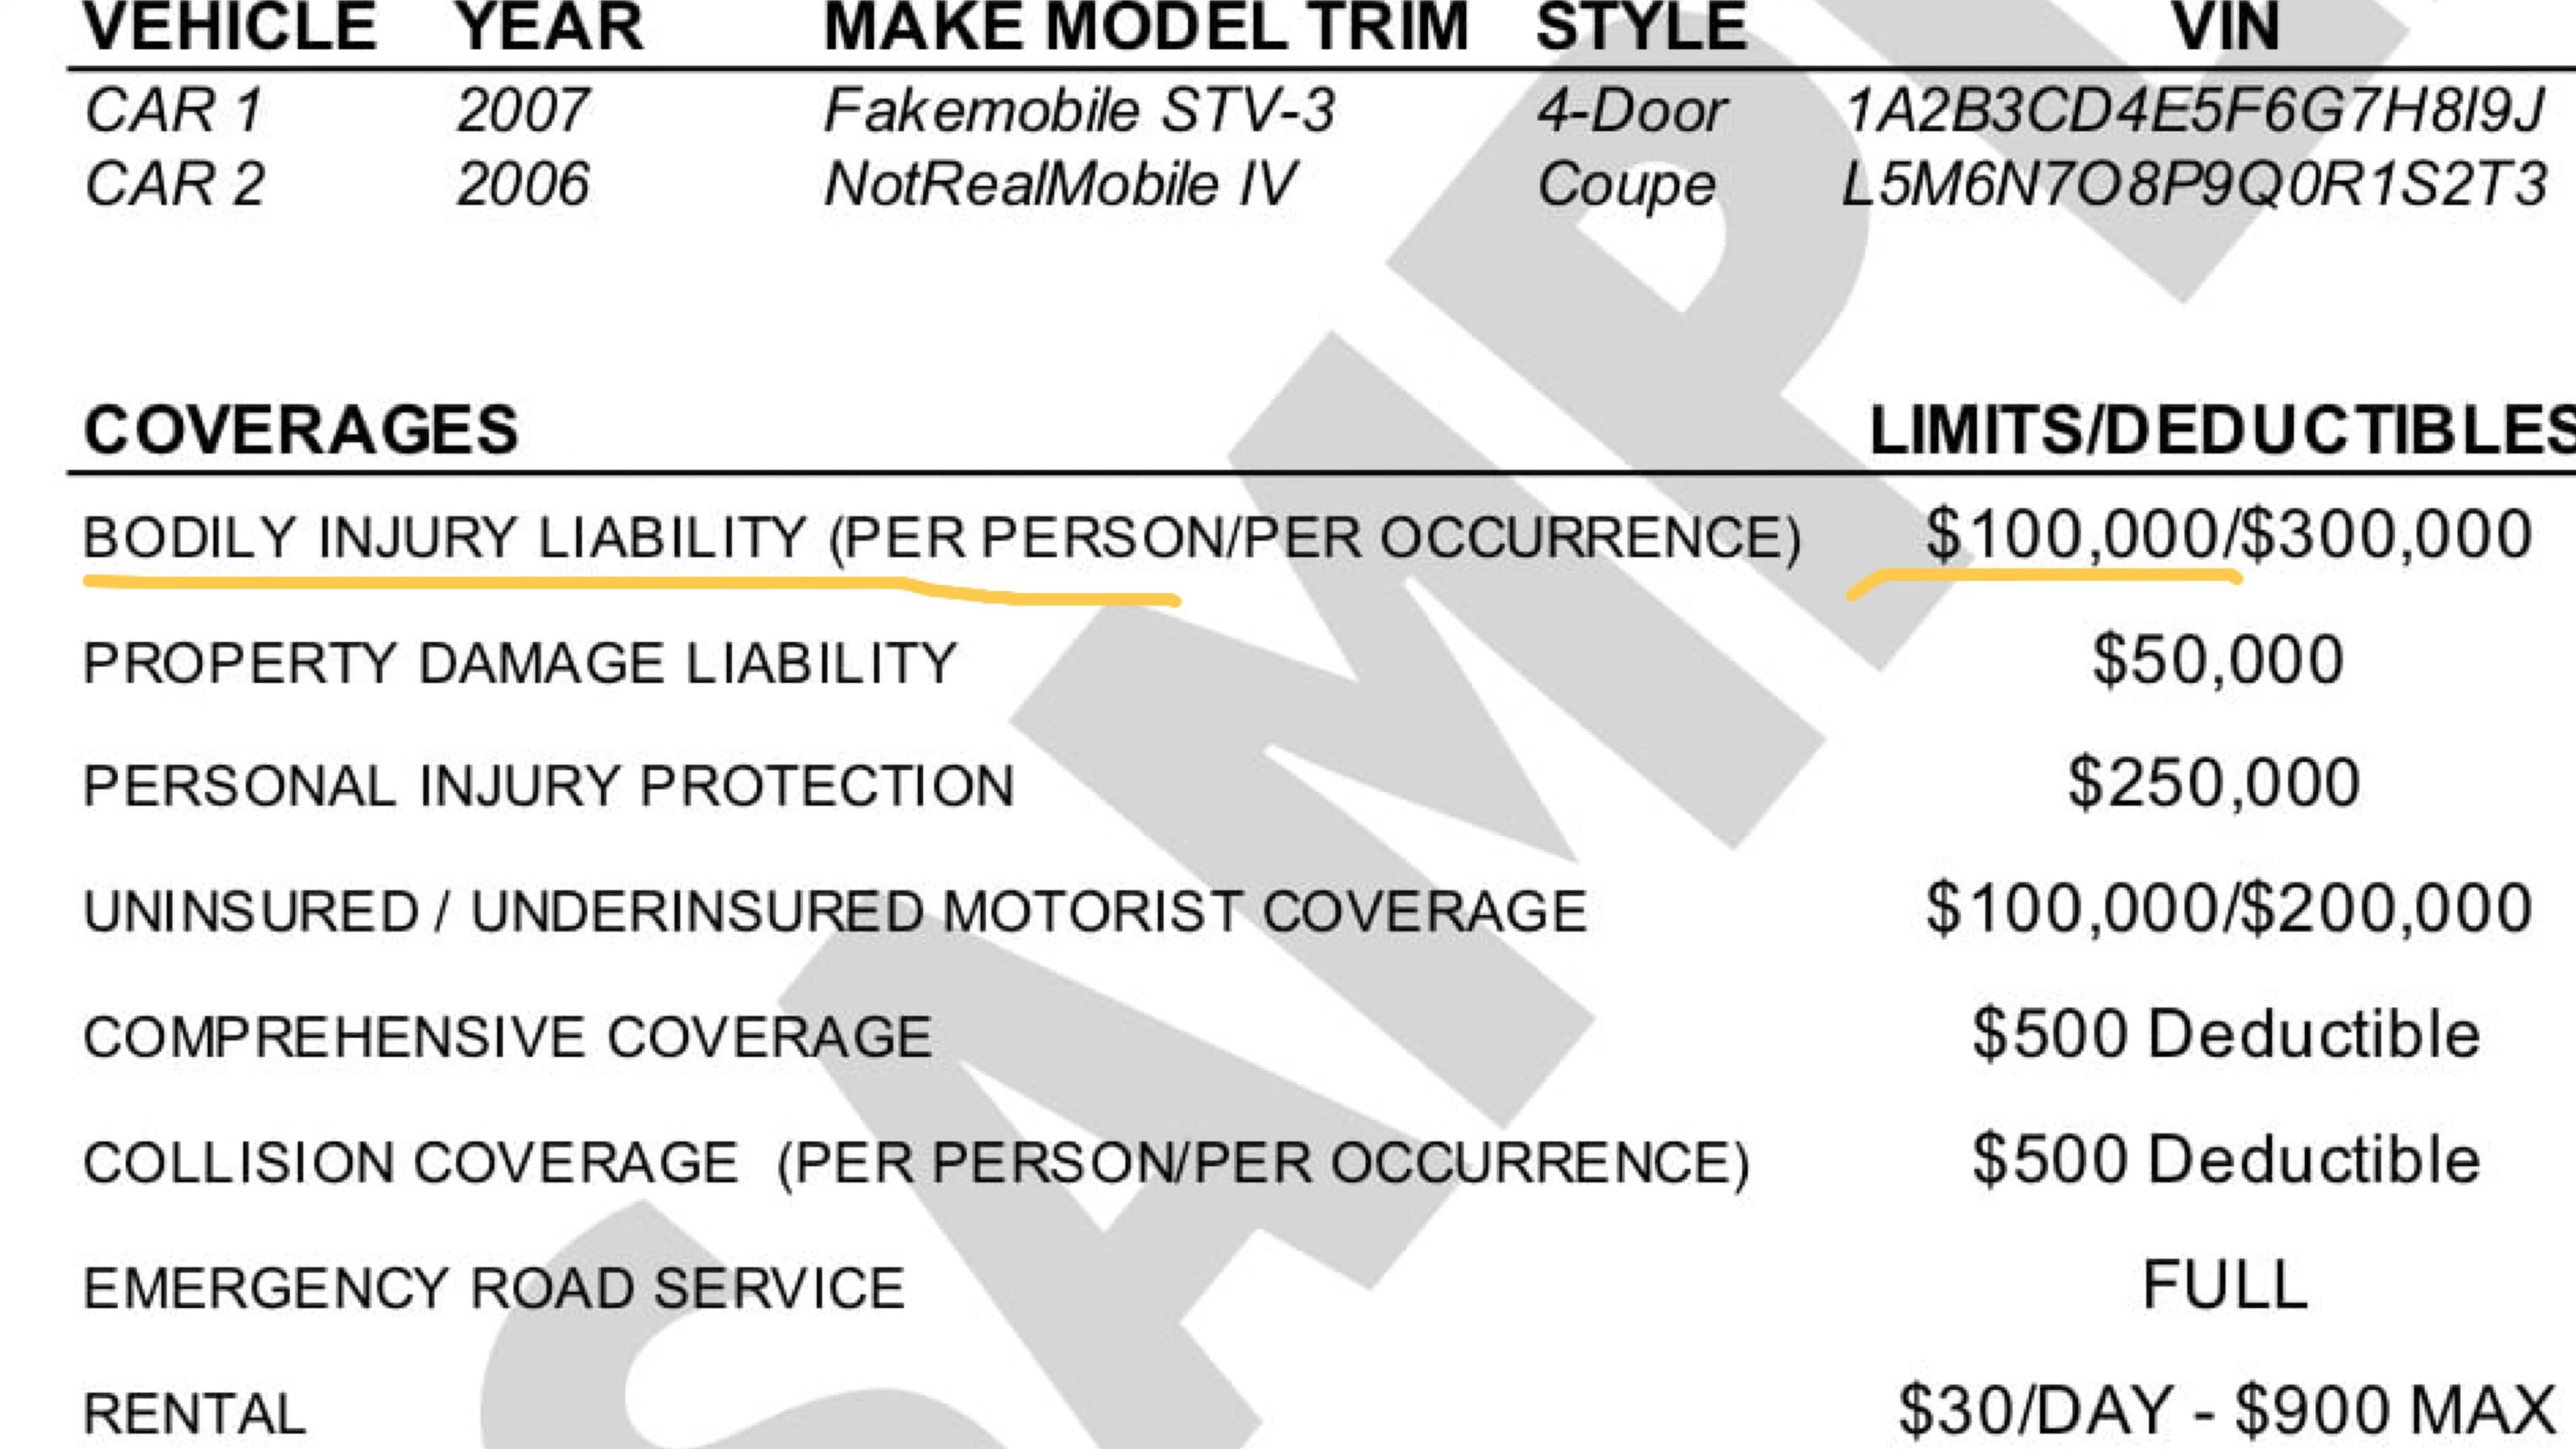 VEHICLE YEAR MAKE MODEL TRIM STYLE VIN
CAR 1 2007 Fakemobile STV-3 4-Door 1A2B3CD4E5F6G7H8I9J
CAR 2 2006 NotRealMobile IV Coupe L5M6N7O8P9Q0R1S2T3
COVERAGES LIMITS/DEDUCTIBLES
BODILY INJURY LIABILITY (PER PERSON/PER OCCURRENCE) $100,000/$300,000
PROPERTY DAMAGE LIABILITY $50,000
PERSONAL INJURY PROTECTION $250,000
UNINSURED / UNDERINSURED MOTORIST COVERAGE $100,000/$200,000
COMPREHENSIVE COVERAGE $500 Deductible
COLLISION COVERAGE (PER PERSON/PER OCCURRENCE) $500 Deductible
EMERGENCY ROAD SERVICE FULL
RENTAL $30/DAY - $900 MAX
SAMPL